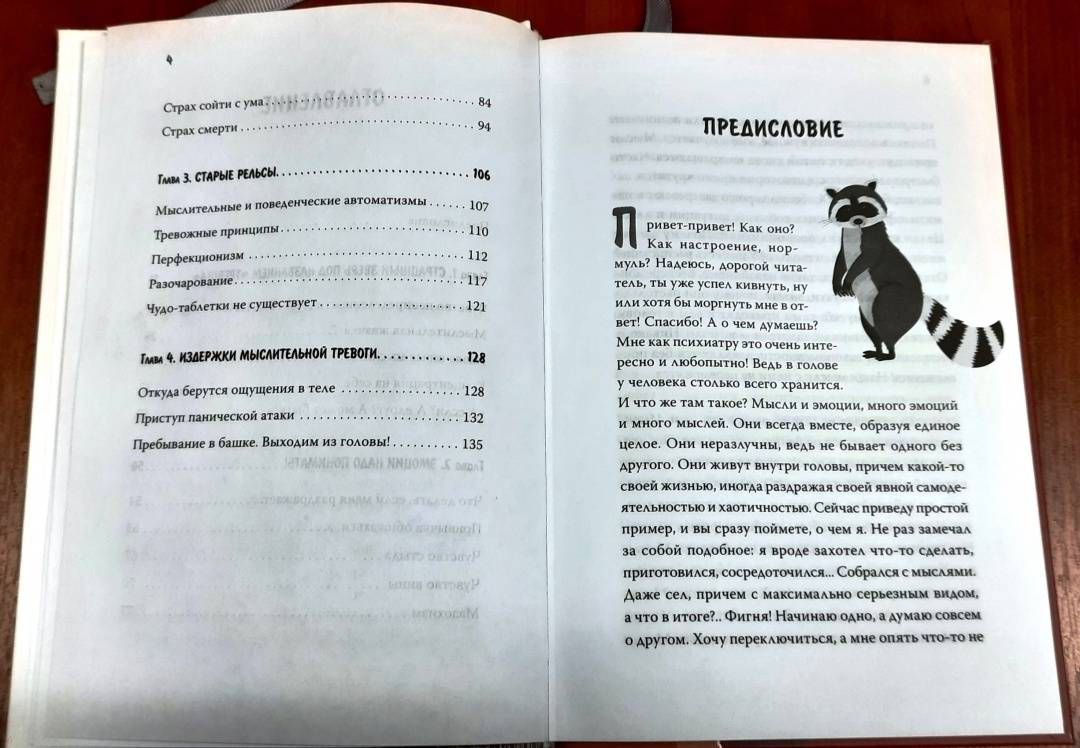 4
Страх сойти с ума 84
Страх смерти 94
Глава 3. СТАРЫЕ РЕЛЬСЫ 106
Мыслительные и поведенческие автоматизмы 107
Тревожные принципы 110
Перфекционизм 112
Разочарование 117
Чудо-таблетки не существует 121
Глава 4. ИЗДЕРЖКИ МЫСЛИТЕЛЬНОЙ ТРЕВОГИ 128
Откуда берутся ощущения в теле 128
Приступ панической атаки 132
Пребывание в башке. Выходим из головы! 135
ПРЕДИСЛОВИЕ
Привет-привет! Как оно?
Как настроение, нор-
муль? Надеюсь, дорогой чита-
тель, ты уже успел кивнуть, ну
или хотя бы моргнуть мне в от-
вет! Спасибо! А о чем думаешь?
Мне как психиатру это очень инте-
ресно и любопытно! Ведь в голове
у человека столько всего хранится.
И что же там такое? Мысли и эмоции, много эмоций
и много мыслей. Они всегда вместе, образуя единое
целое. Они неразлучны, ведь не бывает одного без
другого. Они живут внутри головы, причем какой-то
своей жизнью, иногда раздражая своей явной самоде-
ятельностью и хаотичностью. Сейчас приведу простой
пример, и вы сразу поймете, о чем я. Не раз замечал
за собой подобное: я вроде захотел что-то сделать,
приготовился, сосредоточился... Собрался с мыслями.
Даже сел, причем с максимально серьезным видом,
а что в итоге?.. Фигня! Начинаю одно, а думаю совсем
о другом. Хочу переключиться, а мне опять что-то не